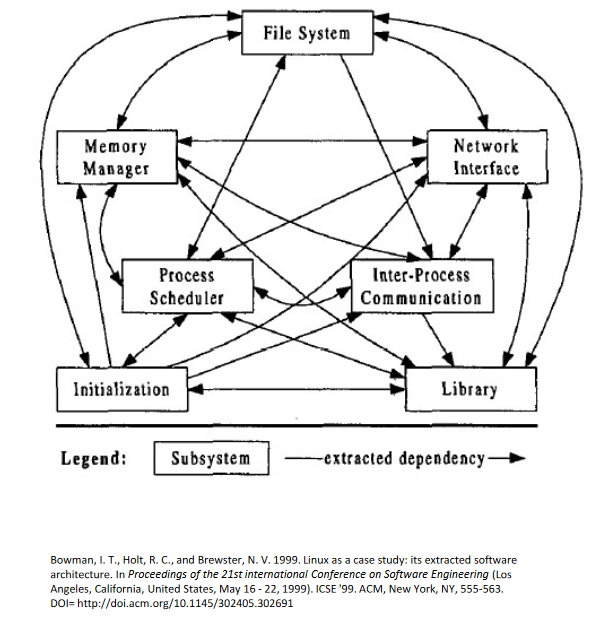 File System
Memory
Manager
Network
Interface
Process
Scheduler
Inter-Process
Communication
Initialization
Library
Legend: Subsystem extracted dependency
Bowman, I. T., Holt, R. C., and Brewster, N. V. 1999. Linux as a case study: its extracted software
architecture. In Proceedings of the 21st international Conference on Software Engineering (Los
Angeles, California, United States, May 16 - 22, 1999). ICSE '99. ACM, New York, NY, 555-563.
DOI= http://doi.acm.org/10.1145/302405.302691